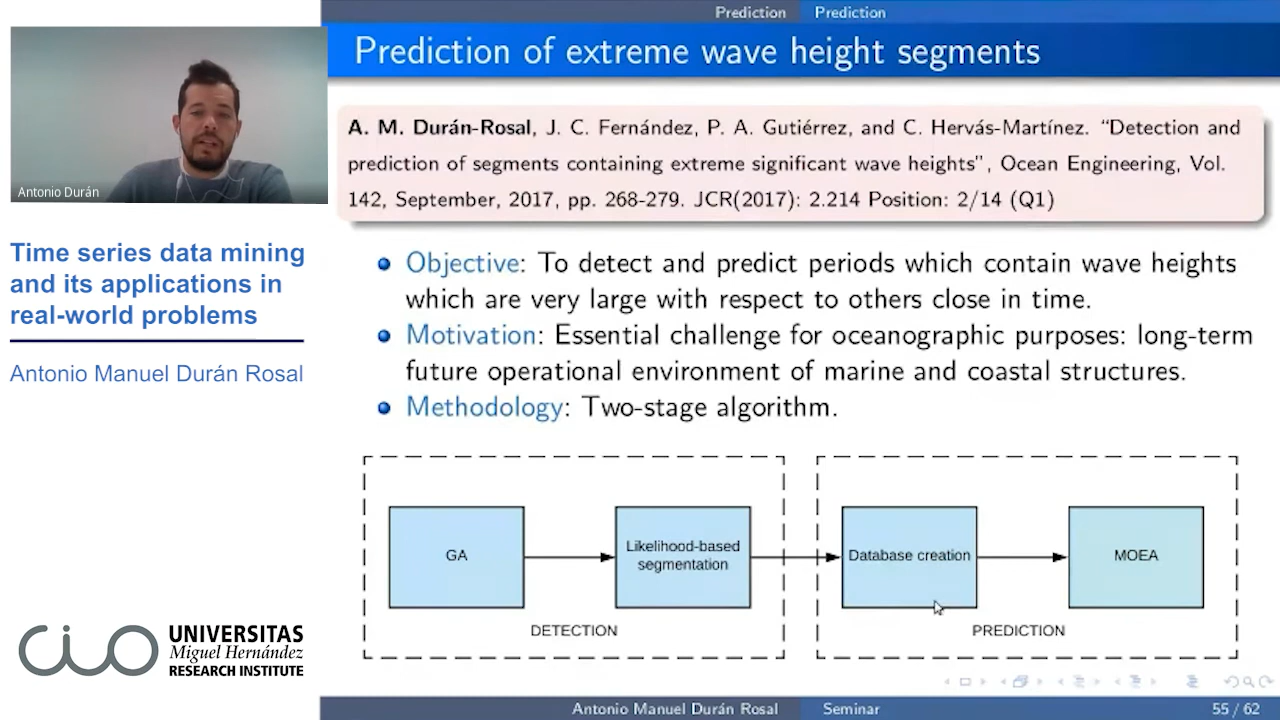 Prediction Prediction
Prediction of extreme wave height segments
A. M. Durán-Rosal, J. C. Fernández, P. A. Gutiérrez, and C. Hervás-Martínez. “Detection and
prediction of segments containing extreme significant wave heights”, Ocean Engineering, Vol.
142, September, 2017, pp. 268-279. JCR(2017): 2.214 Position: 2/14 (Q1)
Antonio Durán
Time series data mining
and its applications in
real-world problems
Antonio Manuel Durán Rosal
Objective: To detect and predict periods which contain wave heights
which are very large with respect to others close in time.
Motivation: Essential challenge for oceanographic purposes: long-term
future operational environment of marine and coastal structures.
Methodology: Two-stage algorithm.
GA
Likelihood-based
segmentation
Database creation
MOEA
DETECTION
PREDICTION
CIO
UNIVERSITAS
Miguel Hernández
RESEARCH INSTITUTE
Antonio Manuel Durán Rosal Seminar 55 / 62